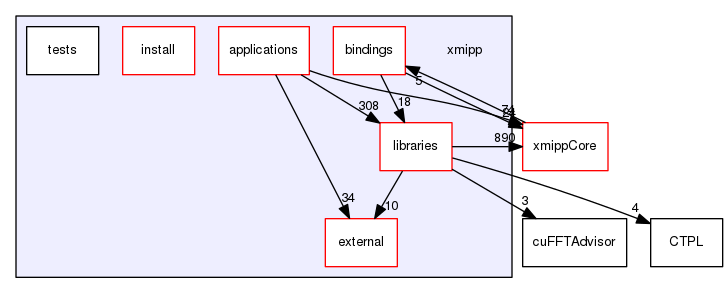 tests
install
applications
bindings
xmipp
5
308
18
890
libraries
xmippCore
34
10
3
4
external
cuFFTAdvisor
CTPL